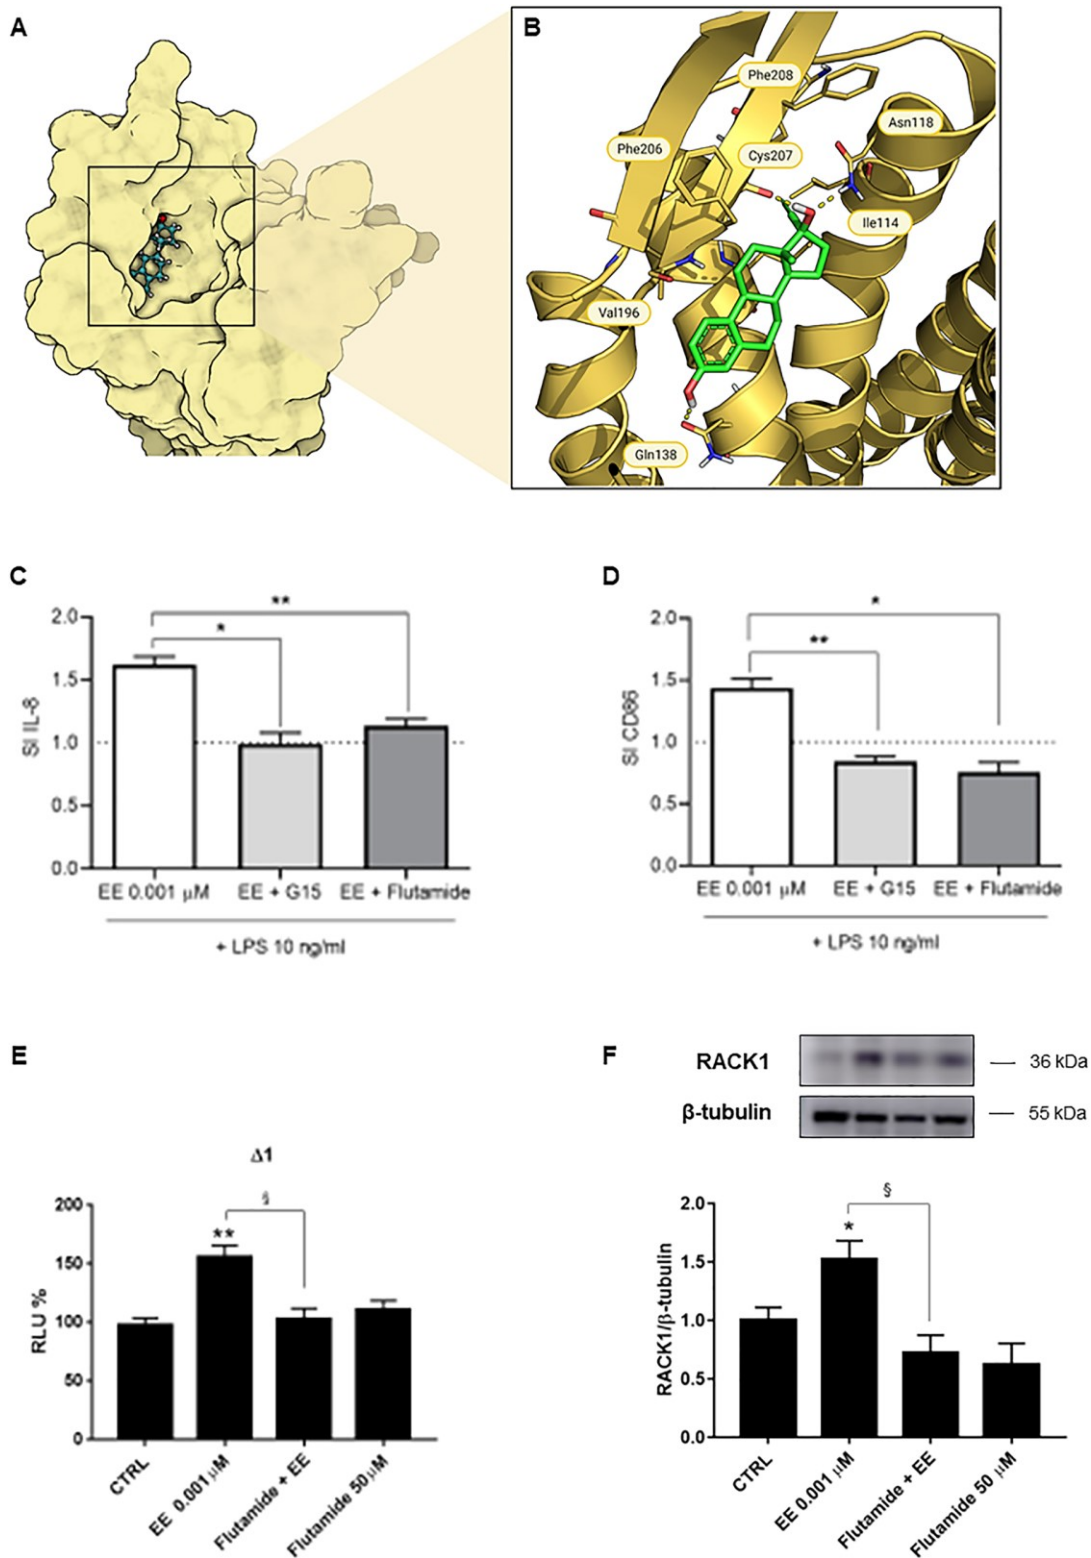 A
B
Phe208
Asn118
Phe206
Cys207
Ile114
Val196
Gln138
C
D
**
*
2.0
1.5
1.0
0.5
0.0
SI IL-8
EE 0.001 µM
EE + G15
EE + Flutamide
+ LPS 10 ng/ml
*
**
2.0
1.5
1.0
0.5
0.0
SI CD86
EE 0.001 µM
EE + G15
EE + Flutamide
+ LPS 10 ng/ml
E
F
RACK1
36 kDa
β-tubulin
55 kDa
Δ1
§
**
200
150
100
50
0
RLU %
CTRL
EE 0.001 µM
Flutamide + EE
Flutamide 50 µM
§
*
2.0
1.5
1.0
0.5
0.0
RACK1/β-tubulin
CTRL
EE 0.001 µM
Flutamide + EE
Flutamide 50 µM